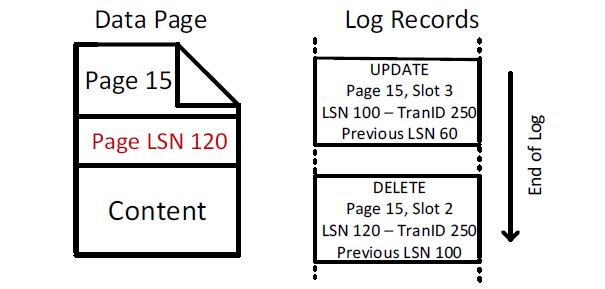 Data Page
Page 15
Page LSN 120
Content
Log Records
UPDATE
Page 15, Slot 3
LSN 100 – TranID 250
Previous LSN 60
DELETE
Page 15, Slot 2
LSN 120 – TranID 250
Previous LSN 100
End of Log